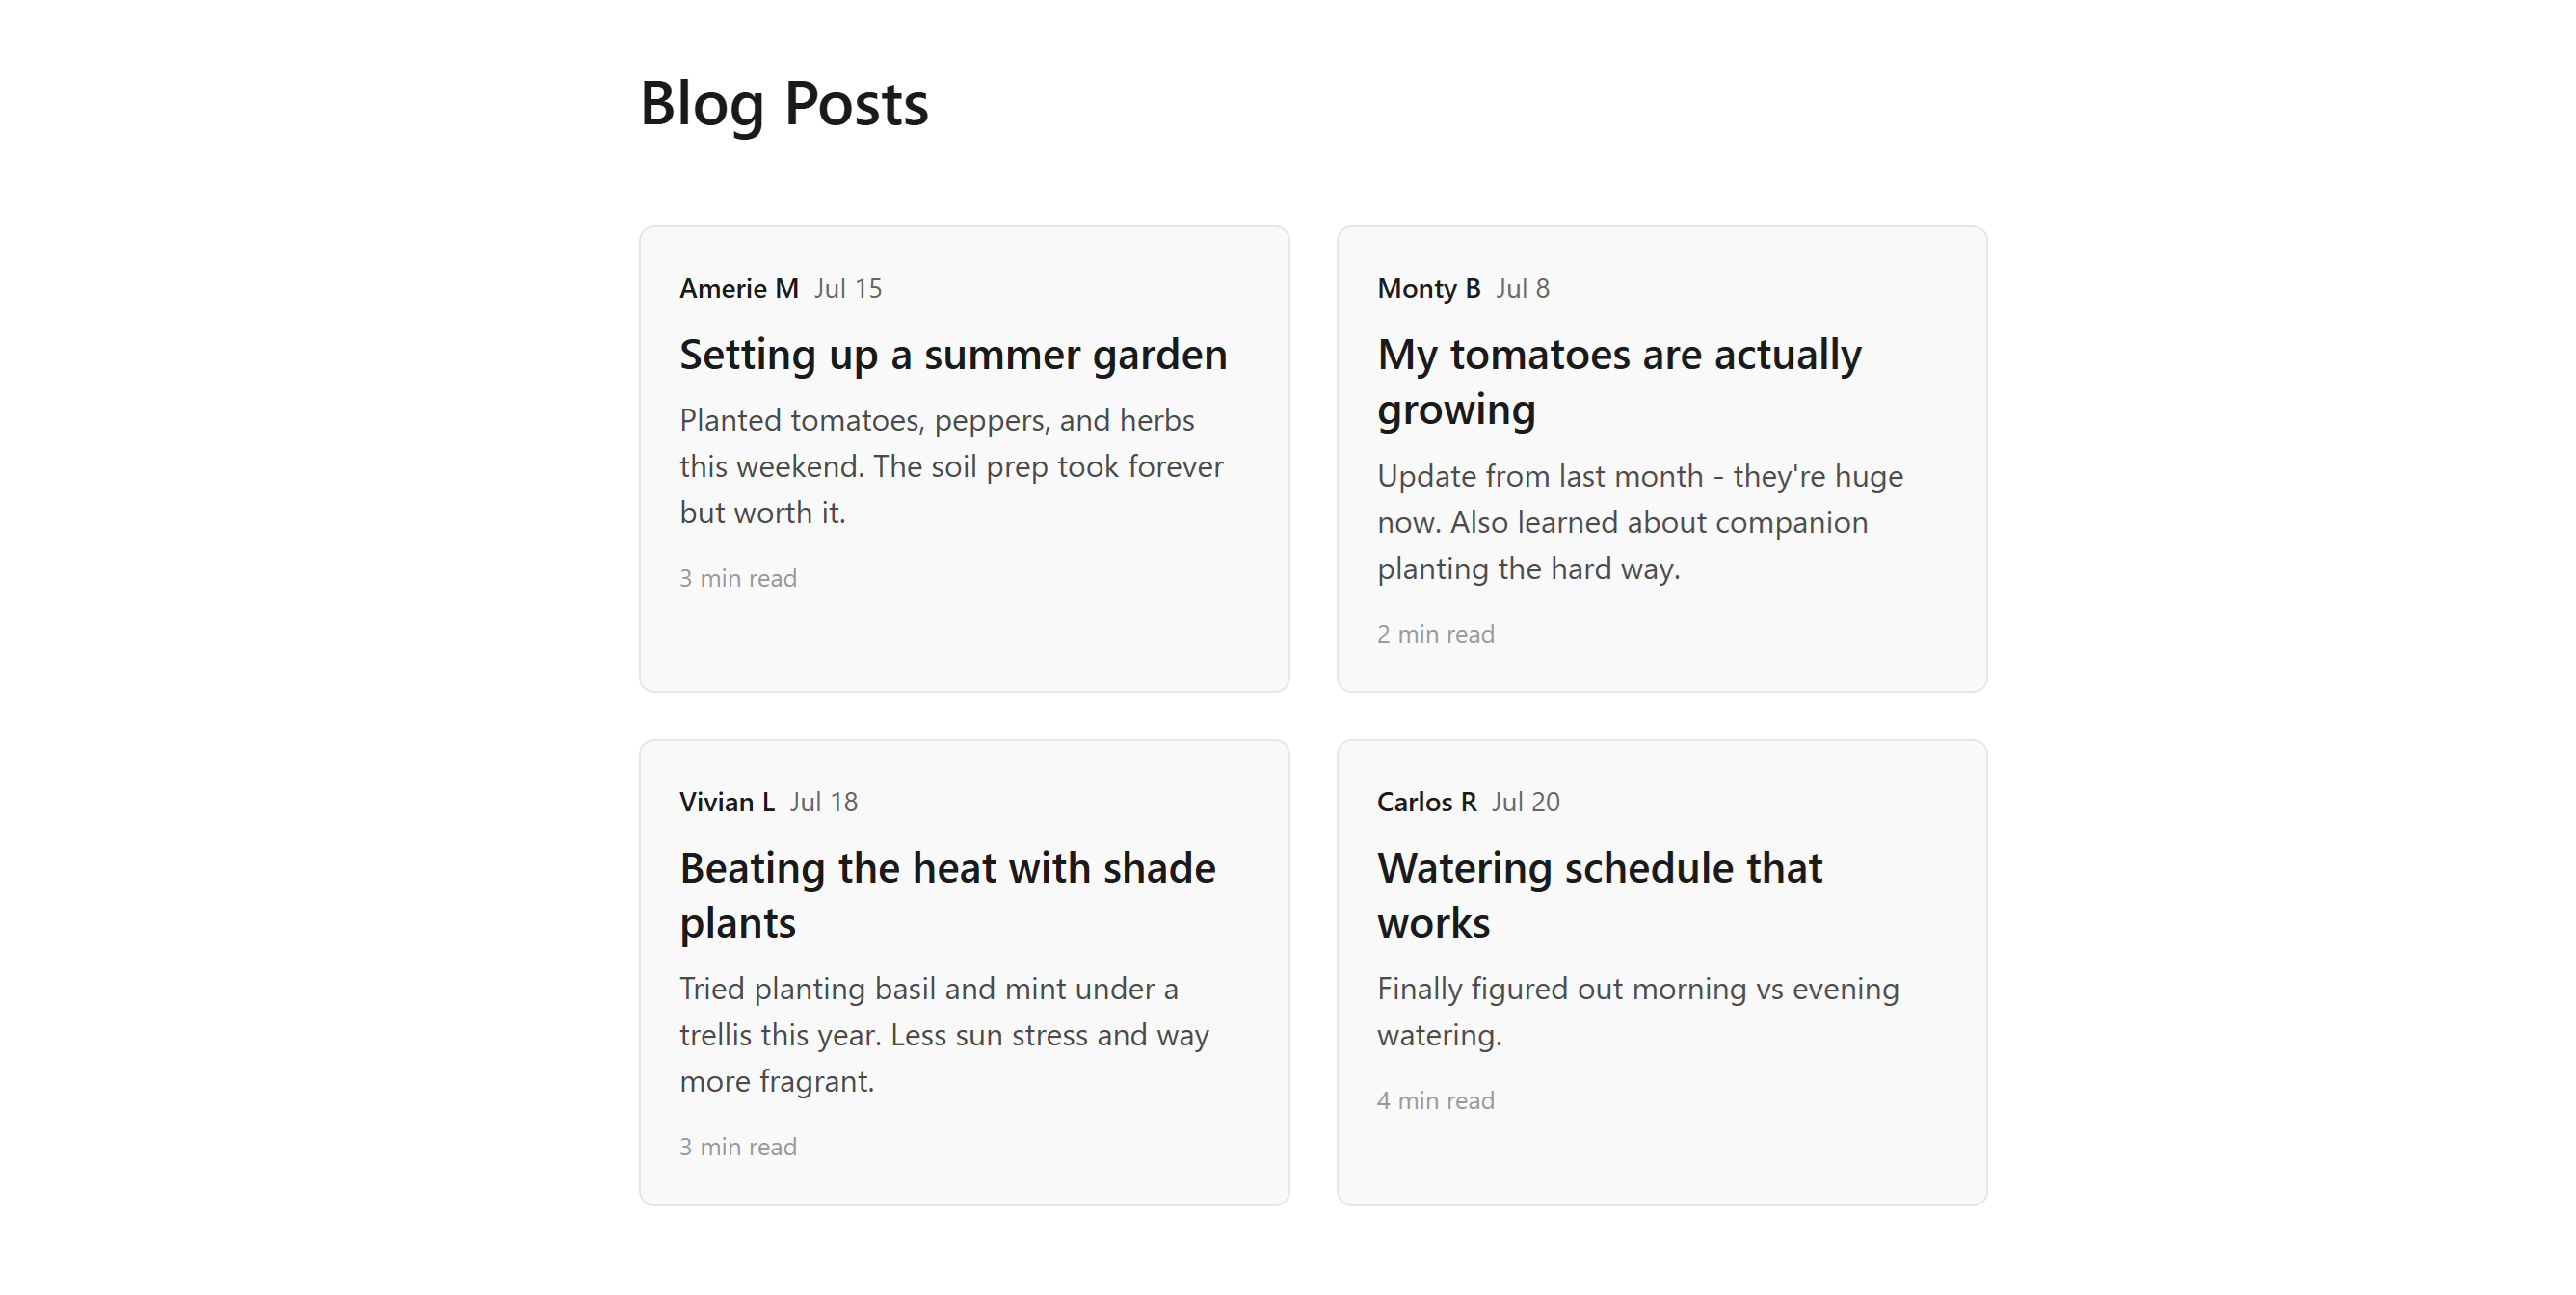 Blog Posts
Amerie M Jul 15
Setting up a summer garden
Planted tomatoes, peppers, and herbs
this weekend. The soil prep took forever
but worth it.
3 min read
Monty B Jul 8
My tomatoes are actually
growing
Update from last month - they're huge
now. Also learned about companion
planting the hard way.
2 min read
Vivian L Jul 18
Beating the heat with shade
plants
Tried planting basil and mint under a
trellis this year. Less sun stress and way
more fragrant.
3 min read
Carlos R Jul 20
Watering schedule that
works
Finally figured out morning vs evening
watering.
4 min read